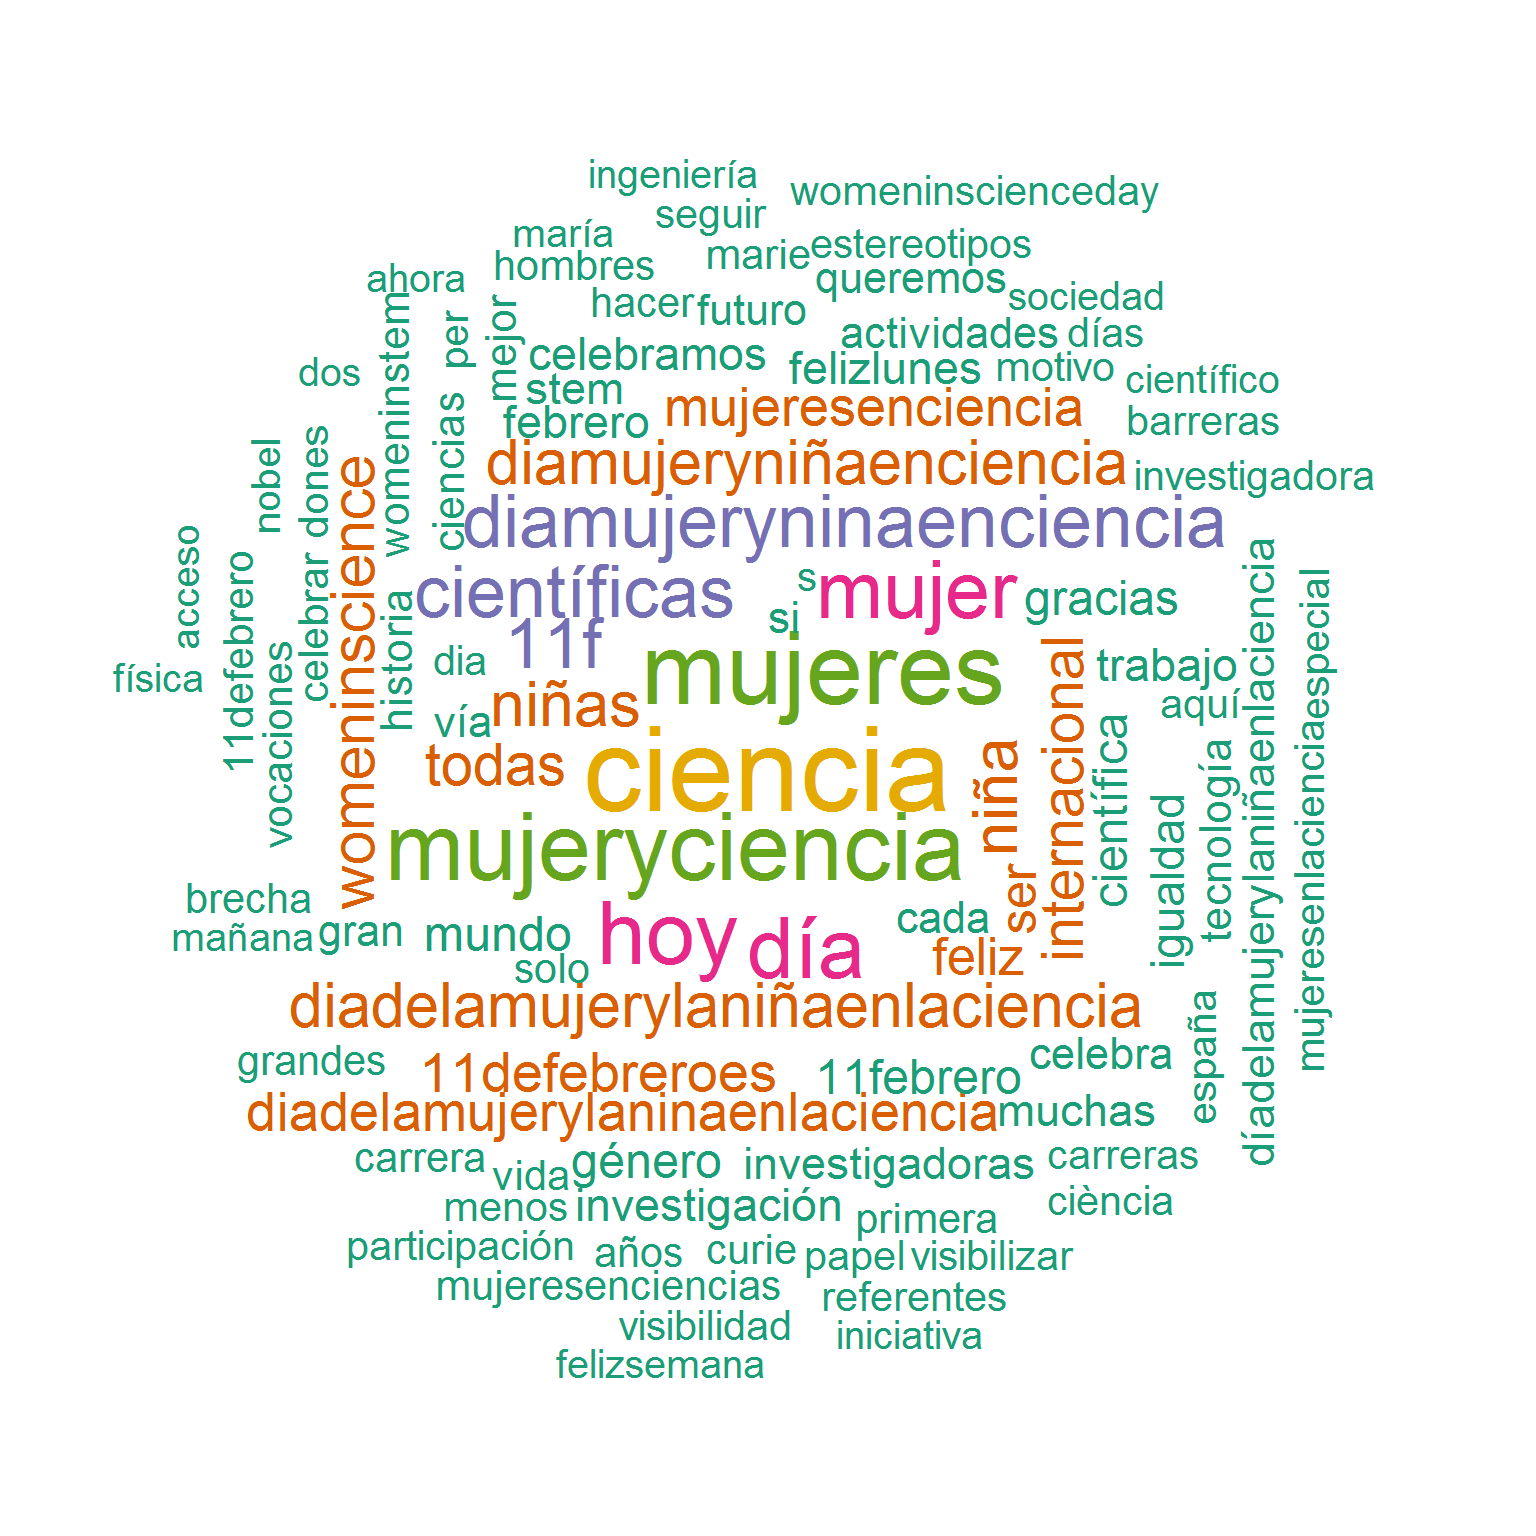 ingeniería
womeninscienceday
seguir
maría
marie
estereotipos
hombres
ahora
queremos
sociedad
hacer
futuro
womeninstem
per
mejor
actividades
días
celebramos
felizlunes
motivo
dos
stem
científico
febrero
mujeresenciencia
barreras
nobel
dones
ciencias
diamujeryniñaenciencia
investigadora
womeninscience
diamujeryninaenciencia
acceso
11defebrero
celebrar
historia
científicas
s
mujer
gracias
si
11f
díadelamujerylaniñaenlaciencia
mujeresenlacienciaespecial
física
vocaciones
dia
mujeres
internacional
trabajo
vía
niñas
aquí
todas
ciencia
niña
científica
tecnología
igualdad
mujeryciencia
brecha
ser
mañana
gran
mundo
hoy
día
cada
feliz
solo
diadelamujerylaniñaenlaciencia
españa
grandes
11defebreroes
11febrero
celebra
diadelamujerylaninaenlaciencia
muchas
carrera
vida
género
investigadoras
carreras
menos
investigación
primera
ciència
participación
años
curie
papel
visibilizar
mujeresenciencias
referentes
visibilidad
iniciativa
felizsemana